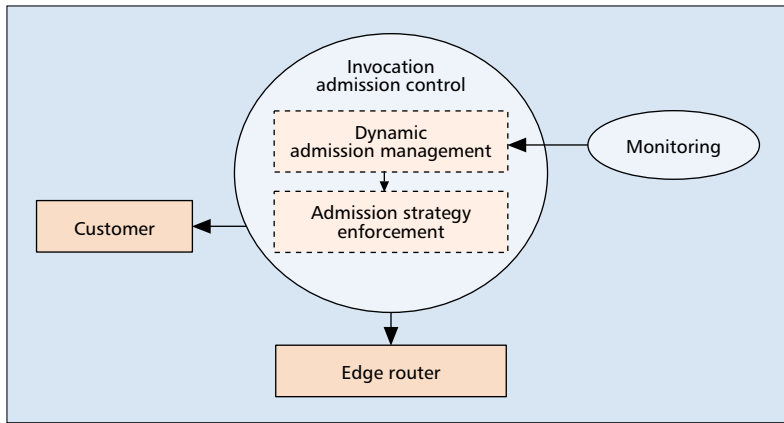 Invocation
admission control
Dynamic
admission management
Monitoring
Admission strategy
enforcement
Customer
Edge router